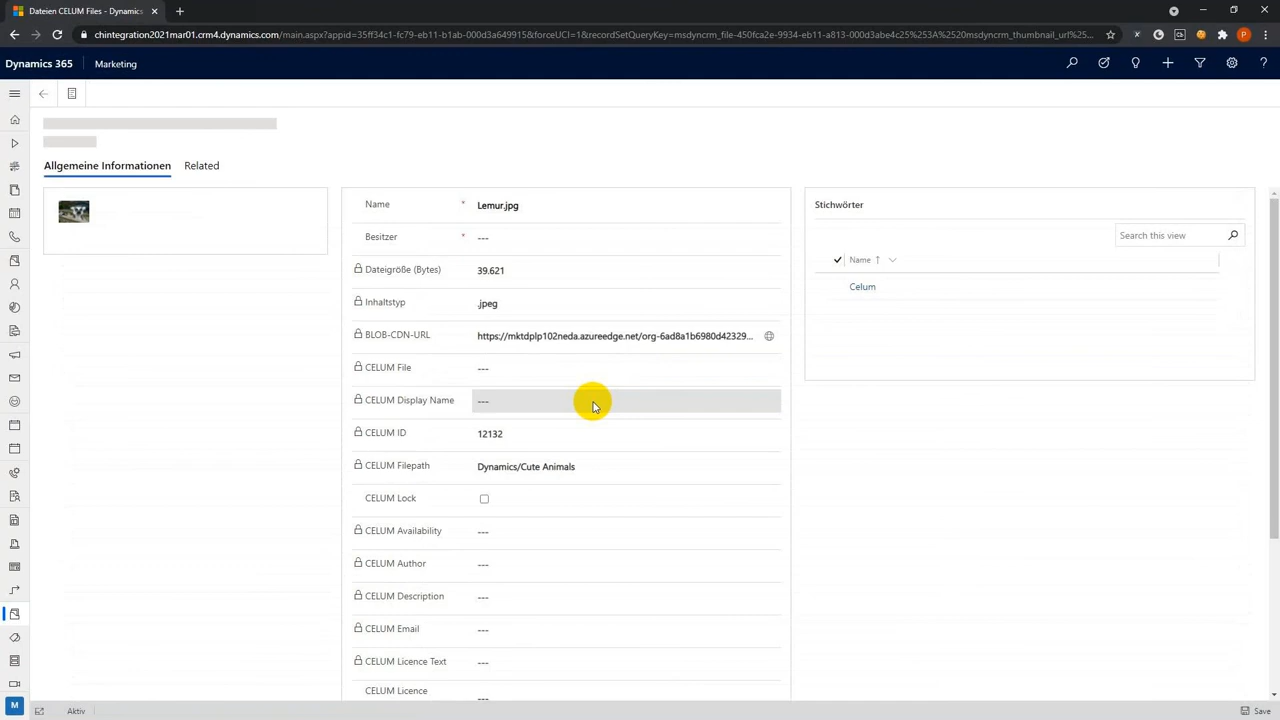 Dateien CELUM Files - Dynamics
chintegration2021mar01.crm4.dynamics.com/main.aspx?appid=35ff34c1-fc79-eb11-b1ab-000d3a649915&forceUCI=1&recordSetQueryKey=msdyncrm_file-450fca2e-9934-eb11-a813-000d3abe4c25%253A%2520msdyncrm_thumbnail_url%25...
Dynamics 365
Marketing
Allgemeine Informationen
Related
Name * Lemur.jpg
Besitzer * ---
Dateigröße (Bytes) 39.621
Inhaltstyp .jpeg
BLOB-CDN-URL https://mktdplp102neda.azureedge.net/org-6ad8a1b6980d42329...
CELUM File ---
CELUM Display Name ---
CELUM ID 12132
CELUM Filepath Dynamics/Cute Animals
CELUM Lock
CELUM Availability ---
CELUM Author ---
CELUM Description ---
CELUM Email ---
CELUM Licence Text ---
CELUM Licence ---
Stichwörter
Search this view
Name ↑
Celum
M
Aktiv
Save
P